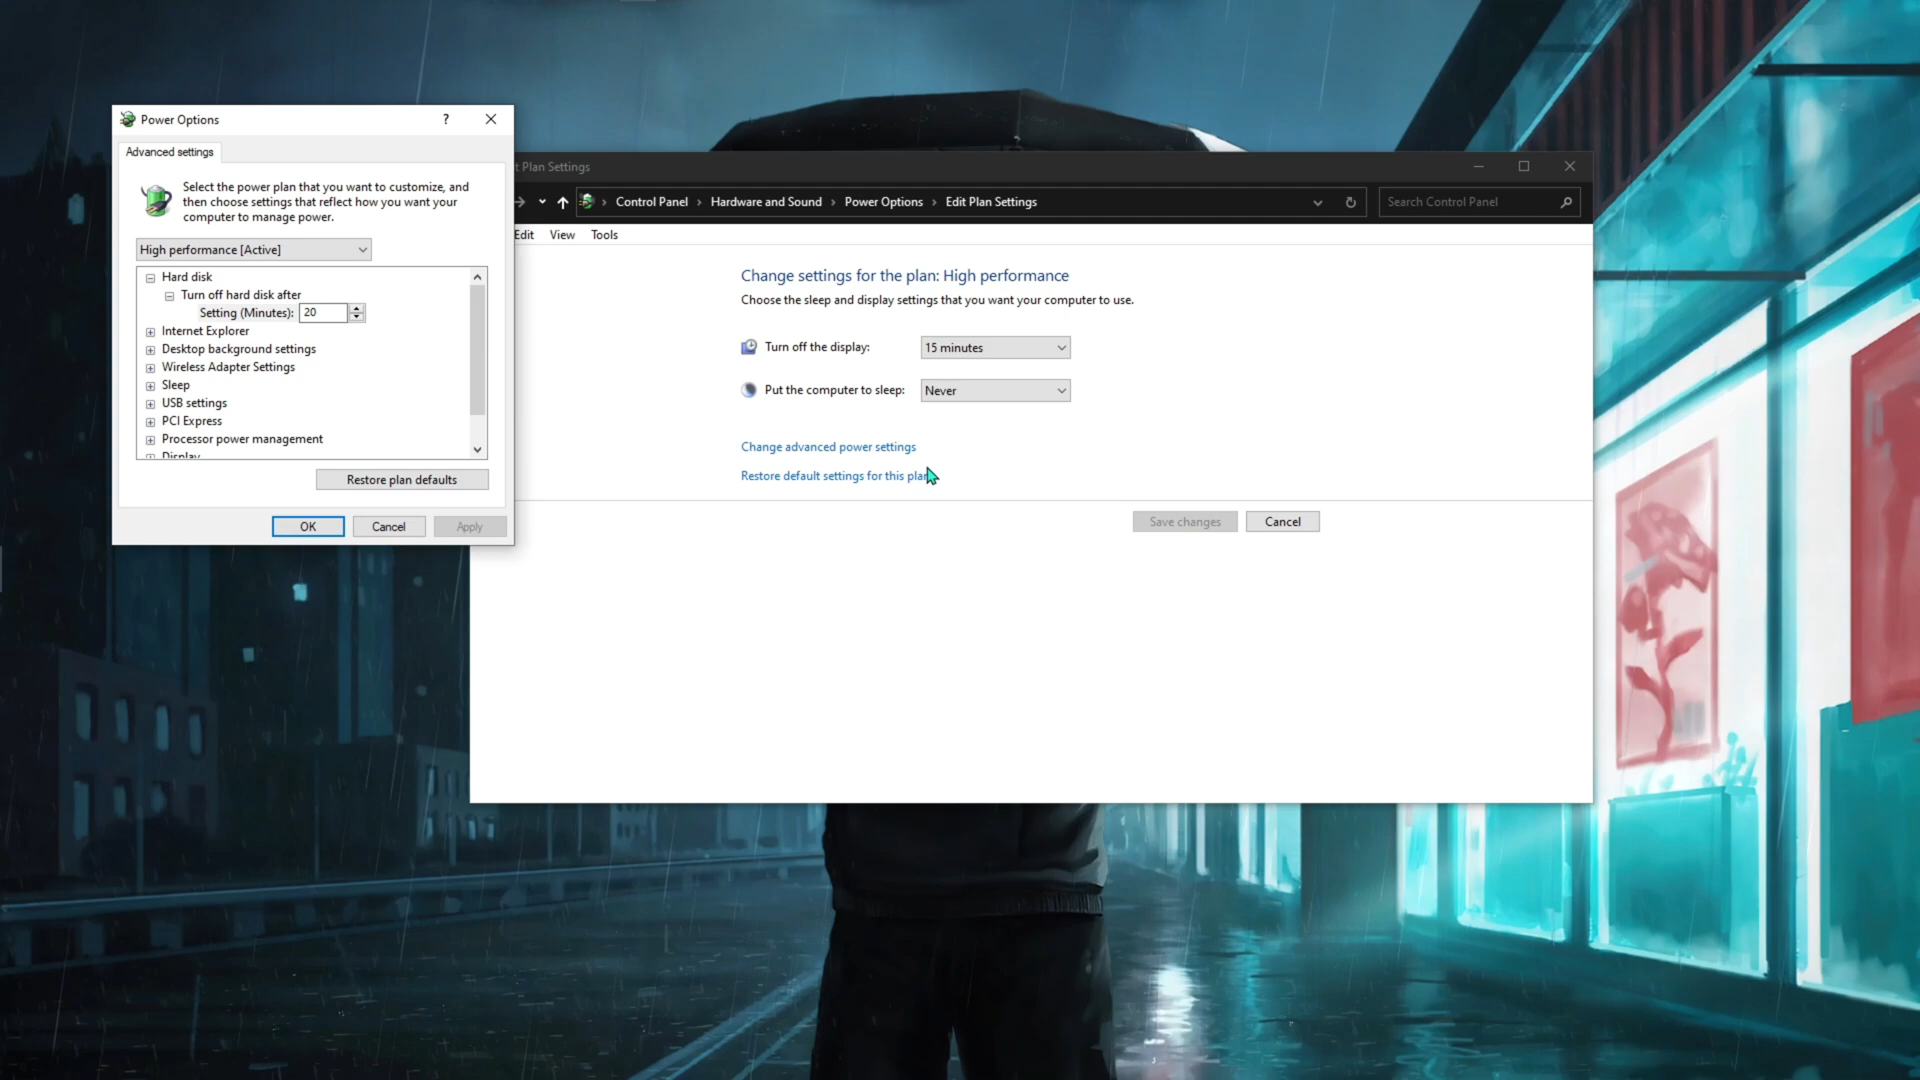 Power Options
?
Advanced settings
Select the power plan that you want to customize, and
then choose settings that reflect how you want your
computer to manage power.
High performance [Active]
Hard disk
Turn off hard disk after
Setting (Minutes): 20
Internet Explorer
Desktop background settings
Wireless Adapter Settings
Sleep
USB settings
PCI Express
Processor power management
Display
Restore plan defaults
OK
Cancel
Apply
Plan Settings
Control Panel › Hardware and Sound › Power Options › Edit Plan Settings
Search Control Panel
Edit View Tools
Change settings for the plan: High performance
Choose the sleep and display settings that you want your computer to use.
Turn off the display: 15 minutes
Put the computer to sleep: Never
Change advanced power settings
Restore default settings for this plan
Save changes
Cancel